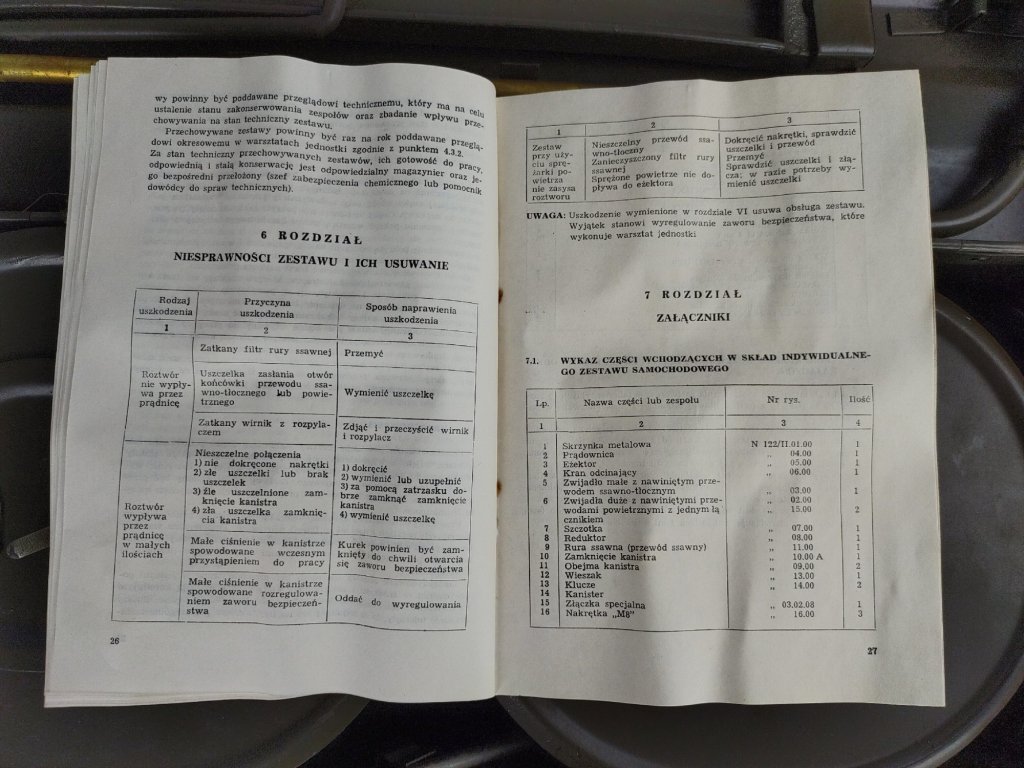 wy powinny być poddawane przeglądowi technicznemu, który ma na celu
ustalenie stanu zakonserwowania zespołów oraz zbadanie wpływu prze-
chowywania na stan techniczny zestawu.
Przechowywane zestawy powinny być raz na rok poddawane przeglą-
dowi okresowemu w warsztatach jednostki zgodnie z punktem 4.3.2.
Za stan techniczny przechowywanych zestawów, ich gotowość do pracy,
odpowiednią i stałą konserwację jest odpowiedzialny magazynier oraz je-
go bezpośredni przełożony (szef zabezpieczenia chemicznego lub pomocnik
dowódcy do spraw technicznych).
6 ROZDZIAŁ
NIESPRAWNOŚCI ZESTAWU I ICH USUWANIE
Rodzaj uszkodzenia | Przyczyna uszkodzenia | Sposób naprawienia uszkodzenia
1 | 2 | 3
Roztwór
nie wypły-
wa przez
prądnicę
Zatkany filtr rury ssawnej | Przemyć
Uszczelka zasłania otwór
końcówki przewodu ssa-
wno-tłocznego lub powie-
trznego
Wymienić uszczelkę
Zatkany wirnik z rozpyla-
czem
Zdjąć i przeczyścić wirnik
i rozpylacz
Roztwór
wypływa
przez
prądnicę
w małych
ilościach
Nieszczelne połączenia
1) nie dokręcone nakrętki
2) złe uszczelki lub brak
uszczelek
3) źle uszczelnione zam-
knięcie kanistra
4) zła uszczelka zamknię-
cia kanistra
1) dokręcić
2) wymienić lub uzupełnić
3) za pomocą zatrzasku do-
brze zamknąć zamknięcie
kanistra
4) wymienić uszczelkę
Małe ciśnienie w kanistrze
spowodowane wczesnym
przystąpieniem do pracy
Kurek powinien być zam-
knięty do chwili otwarcia
się zaworu bezpieczeństwa
Małe ciśnienie w kanistrze
spowodowane rozregulowa-
niem zaworu bezpieczeń-
stwa
Oddać do wyregulowania
26
1 | 2 | 3
Zestaw
przy uży-
ciu sprę-
żarki po-
wietrza
nie zasysa
roztworu
Nieszczelny przewód ssa-
wno-tłoczny
Zanieczyszczony filtr rury
ssawnej
Sprężone powietrze nie do-
pływa do eżektora
Dokręcić nakrętki, sprawdzić
uszczelki i przewód
Przemyć
Sprawdzić uszczelki i złą-
cza; w razie potrzeby wy-
mienić uszczelki
UWAGA: Uszkodzenie wymienione w rozdziale VI usuwa obsługa zestawu.
Wyjątek stanowi wyregulowanie zaworu bezpieczeństwa, które
wykonuje warsztat jednostki
7 ROZDZIAŁ
ZAŁĄCZNIKI
7.1. WYKAZ CZĘŚCI WCHODZĄCYCH W SKŁAD INDYWIDUALNE-
GO ZESTAWU SAMOCHODOWEGO
Lp. | Nazwa części lub zespołu | Nr rys. | Ilość
1 | 2 | 3 | 4
1 | Skrzynka metalowa | N 122/II.01.00 | 1
2 | Prądownica | „ 04.00 | 1
3 | Eżektor | „ 05.00 | 1
4 | Kran odcinający | „ 06.00 | 1
5 | Zwijadło małe z nawiniętym prze-
wodem ssawno-tłocznym | „ 03.00 | 1
6 | Zwijadło duże z nawiniętymi prze- | „ 02.00
wodami powietrznymi z jednym łą | „ 15.00 | 2
cznikiem
7 | Szczotka | „ 07.00 | 1
8 | Reduktor | „ 08.00 | 1
9 | Rura ssawna (przewód ssawny) | „ 11.00 | 1
10 | Zamknięcie kanistra | „ 10.00 A | 1
11 | Obejma kanistra | „ 09.00 | 2
12 | Wieszak | „ 13.00 | 1
13 | Klucze | „ 14.00 | 2
14 | Kanister
15 | Złączka specjalna | „ 03.02.08 | 1
16 | Nakrętka „M8” | „ 16.00 | 3
27